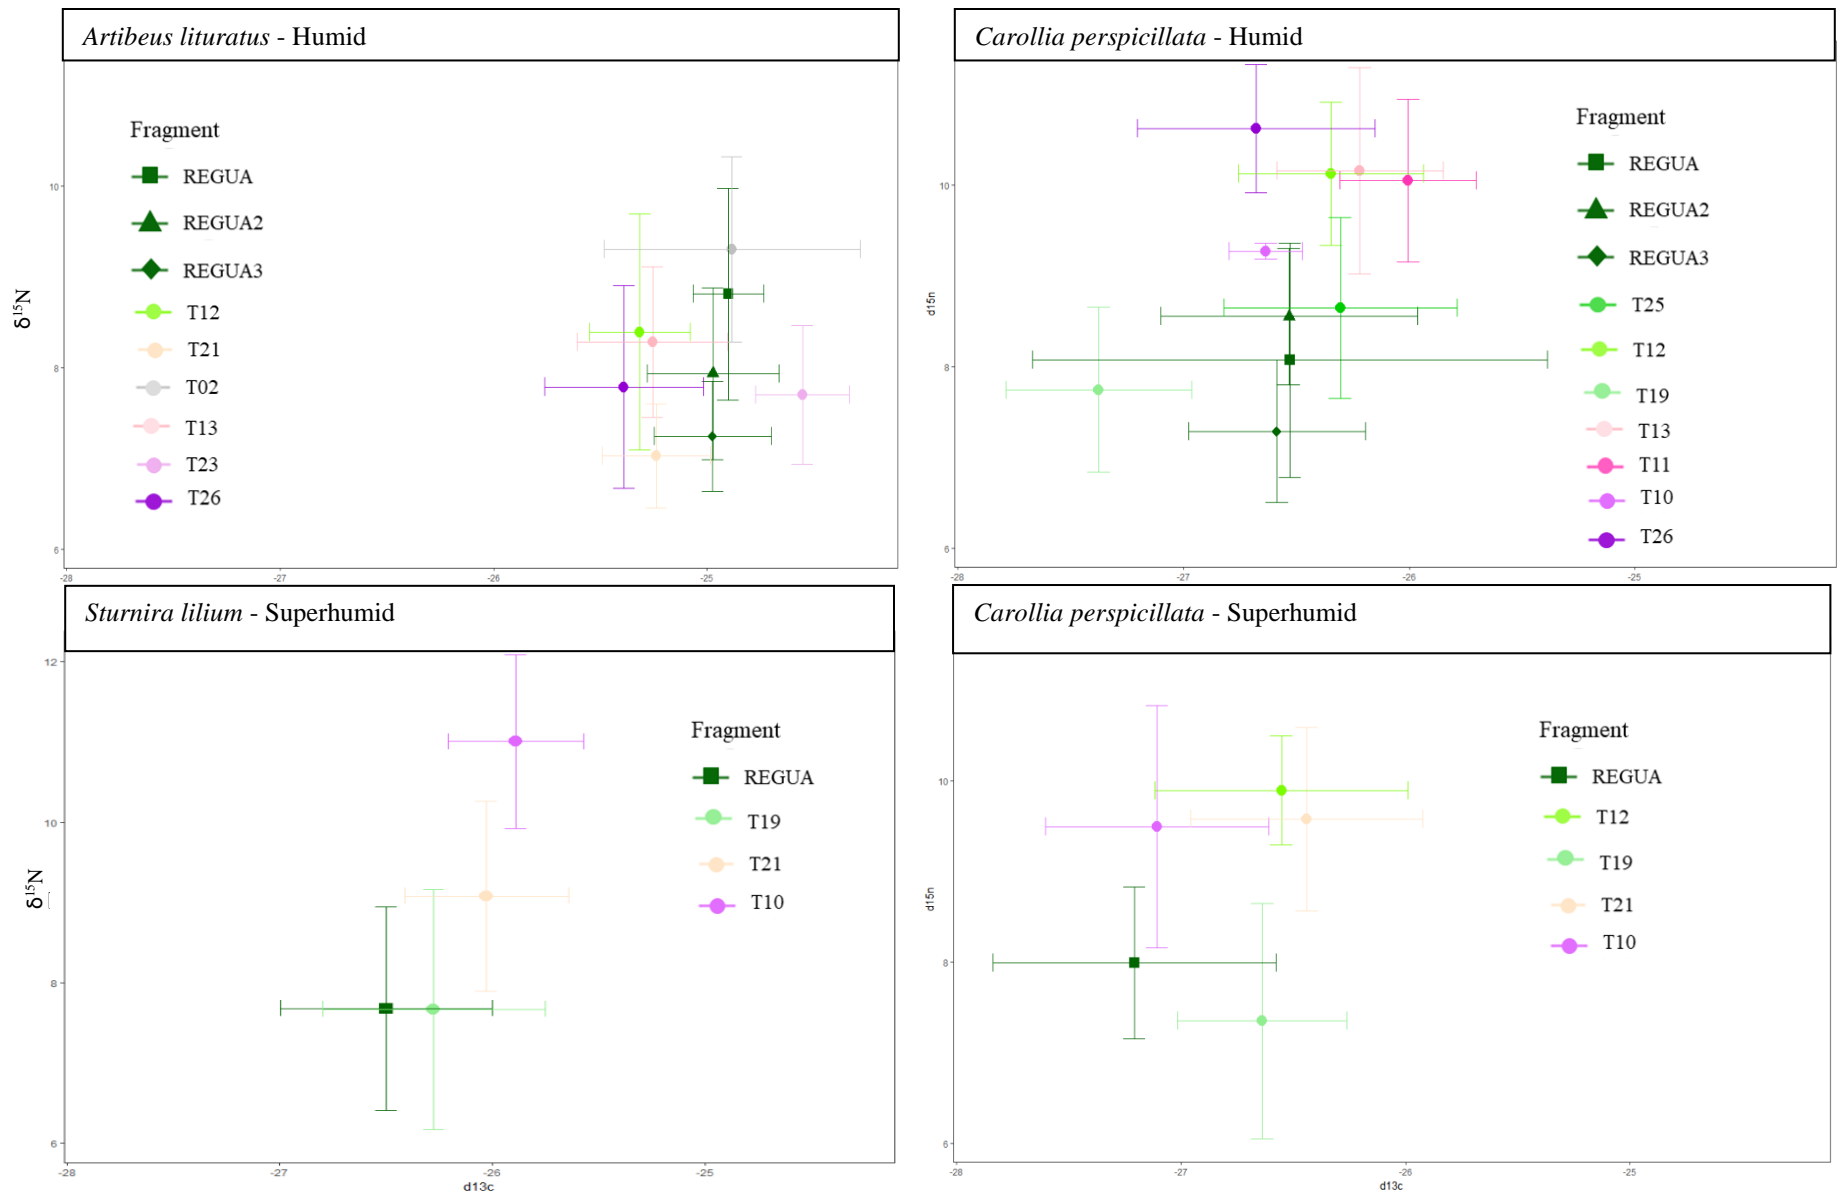 Artibeus lituratus - Humid
Fragment
REGUA
REGUA2
REGUA3
T12
T21
T02
T13
T23
T26
δ¹⁵N
10
8
6
-28
-27
-26
-25
Carollia perspicillata - Humid
Fragment
REGUA
REGUA2
REGUA3
T25
T12
T19
T13
T11
T10
T26
d15n
10
8
6
-28
-27
-26
-25
Sturnira lilium - Superhumid
Fragment
REGUA
T19
T21
T10
δ¹⁵N
12
10
8
6
-28
-27
-26
-25
d13c
Carollia perspicillata - Superhumid
Fragment
REGUA
T12
T19
T21
T10
d15n
10
8
6
-28
-27
-26
-25
d13c